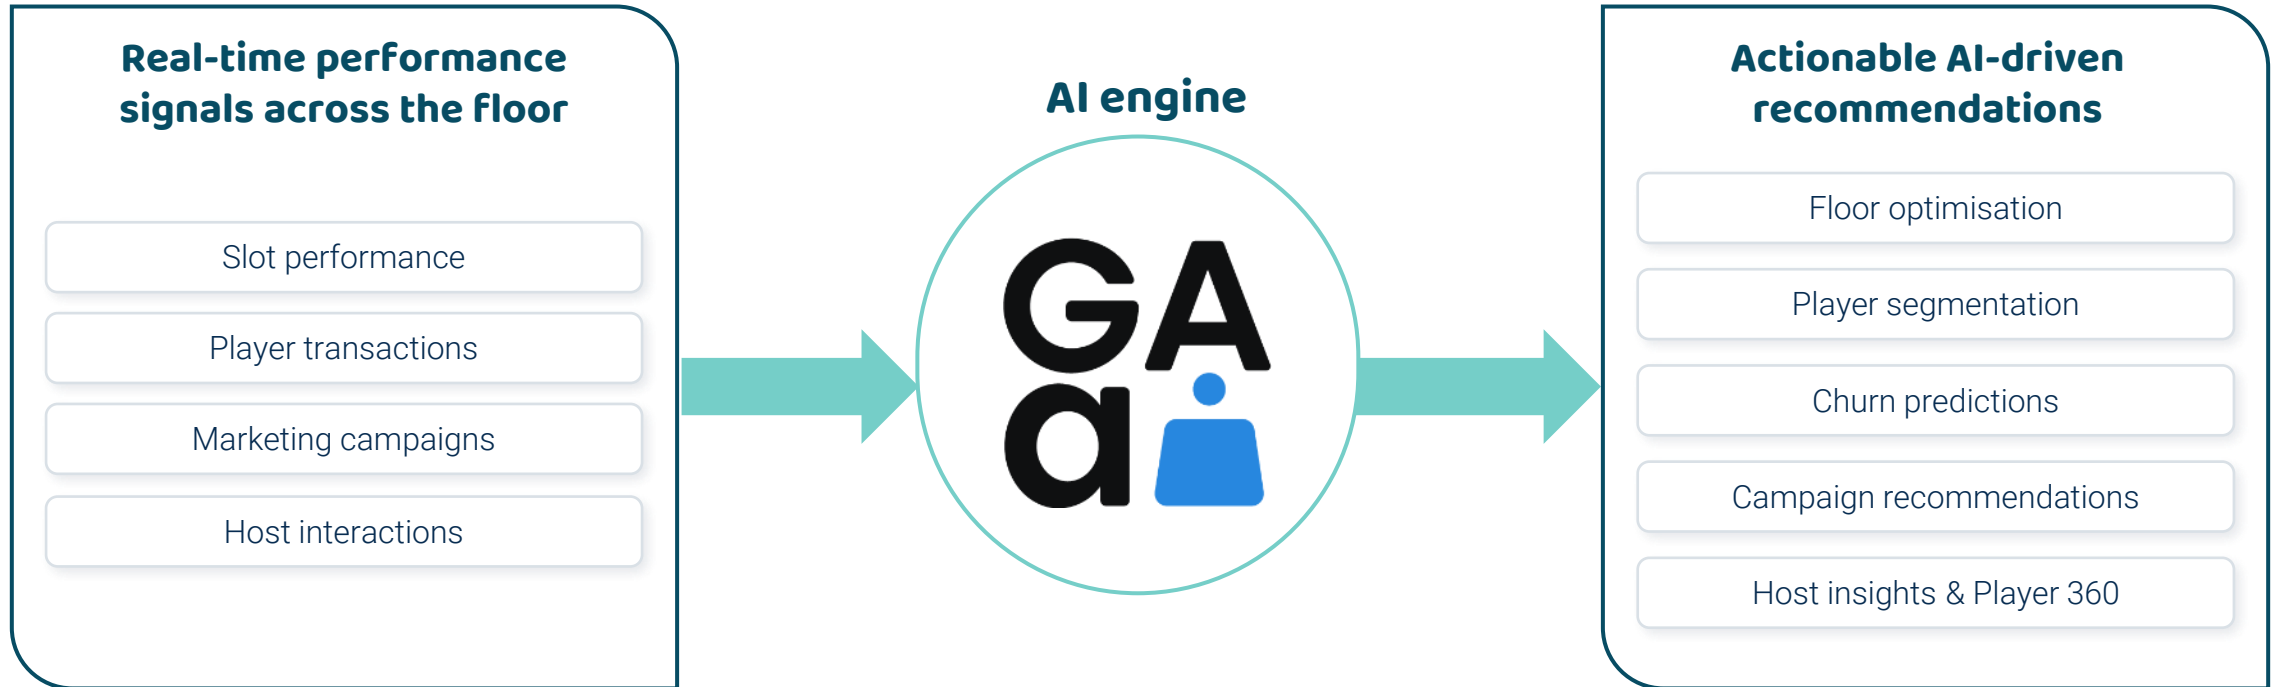 Real-time performance
signals across the floor
Slot performance
Player transactions
Marketing campaigns
Host interactions
AI engine
GA
ai
Actionable AI-driven
recommendations
Floor optimisation
Player segmentation
Churn predictions
Campaign recommendations
Host insights & Player 360